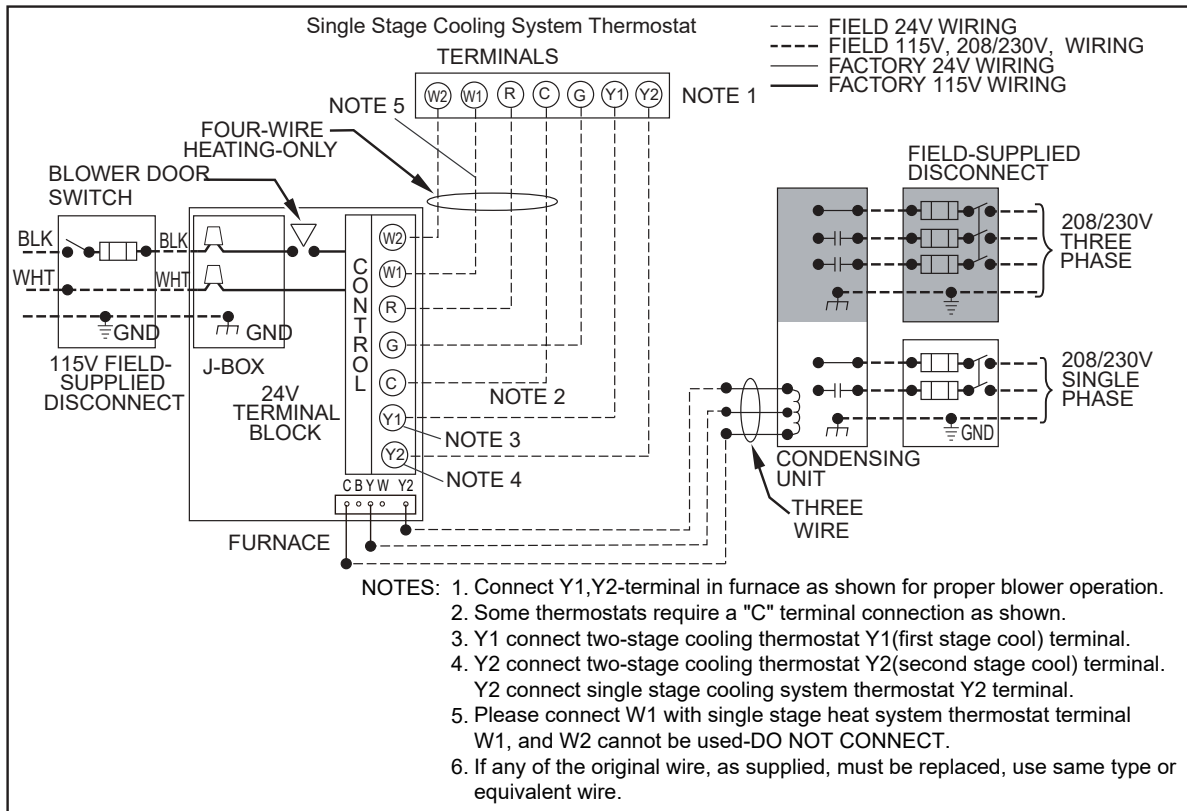 Single Stage Cooling System Thermostat
TERMINALS
FIELD 24V WIRING
FIELD 115V, 208/230V, WIRING
FACTORY 24V WIRING
FACTORY 115V WIRING
W2 W1 R C G Y1 Y2
NOTE 1
NOTE 5
FOUR-WIRE
HEATING-ONLY
BLOWER DOOR
SWITCH
BLK
WHT
BLK
WHT
GND
GND
115V FIELD-
SUPPLIED
DISCONNECT
J-BOX
24V
TERMINAL
BLOCK
CONTROL
W2
W1
R
G
C
Y1
Y2
NOTE 2
NOTE 3
NOTE 4
C B Y W Y2
FURNACE
FIELD-SUPPLIED
DISCONNECT
208/230V
THREE
PHASE
208/230V
SINGLE
PHASE
GND
CONDENSING
UNIT
THREE
WIRE
NOTES: 1. Connect Y1,Y2-terminal in furnace as shown for proper blower operation.
2. Some thermostats require a "C" terminal connection as shown.
3. Y1 connect two-stage cooling thermostat Y1(first stage cool) terminal.
4. Y2 connect two-stage cooling thermostat Y2(second stage cool) terminal.
Y2 connect single stage cooling system thermostat Y2 terminal.
5. Please connect W1 with single stage heat system thermostat terminal
W1, and W2 cannot be used-DO NOT CONNECT.
6. If any of the original wire, as supplied, must be replaced, use same type or
equivalent wire.